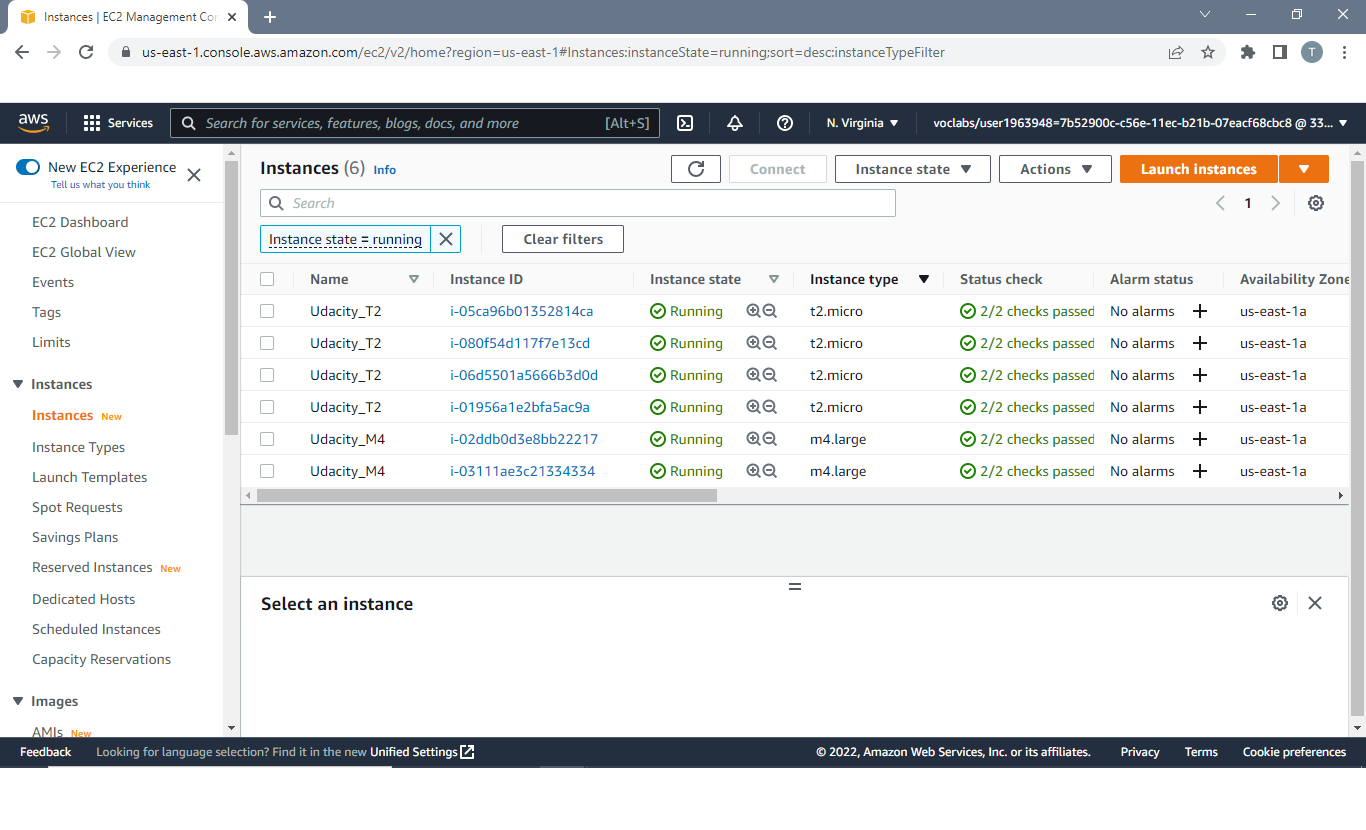 Instances | EC2 Management Con
us-east-1.console.aws.amazon.com/ec2/v2/home?region=us-east-1#Instances:instanceState=running;sort=desc:instanceTypeFilter
T
aws
Services
Search for services, features, blogs, docs, and more [Alt+S]
N. Virginia
voclabs/user1963948=7b52900c-c56e-11ec-b21b-07eacf68cbc8 @ 33...
New EC2 Experience
Tell us what you think
EC2 Dashboard
EC2 Global View
Events
Tags
Limits
Instances
Instances New
Instance Types
Launch Templates
Spot Requests
Savings Plans
Reserved Instances New
Dedicated Hosts
Scheduled Instances
Capacity Reservations
Images
AMIs New
Instances (6) Info
Connect
Instance state
Actions
Launch instances
Search
1
Instance state = running
Clear filters
Name Instance ID Instance state Instance type Status check Alarm status Availability Zone
Udacity_T2 i-05ca96b01352814ca Running t2.micro 2/2 checks passed No alarms + us-east-1a
Udacity_T2 i-080f54d117f7e13cd Running t2.micro 2/2 checks passed No alarms + us-east-1a
Udacity_T2 i-06d5501a5666b3d0d Running t2.micro 2/2 checks passed No alarms + us-east-1a
Udacity_T2 i-01956a1e2bfa5ac9a Running t2.micro 2/2 checks passed No alarms + us-east-1a
Udacity_M4 i-02ddb0d3e8bb22217 Running m4.large 2/2 checks passed No alarms + us-east-1a
Udacity_M4 i-03111ae3c21334334 Running m4.large 2/2 checks passed No alarms + us-east-1a
Select an instance
Feedback
Looking for language selection? Find it in the new Unified Settings
© 2022, Amazon Web Services, Inc. or its affiliates.
Privacy
Terms
Cookie preferences